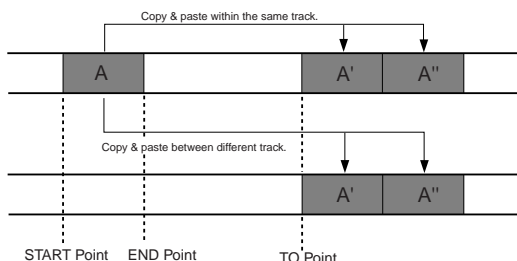 Copy & paste within the same track.
A
A'
A"
Copy & paste between different track.
A'
A"
START Point
END Point
TO Point